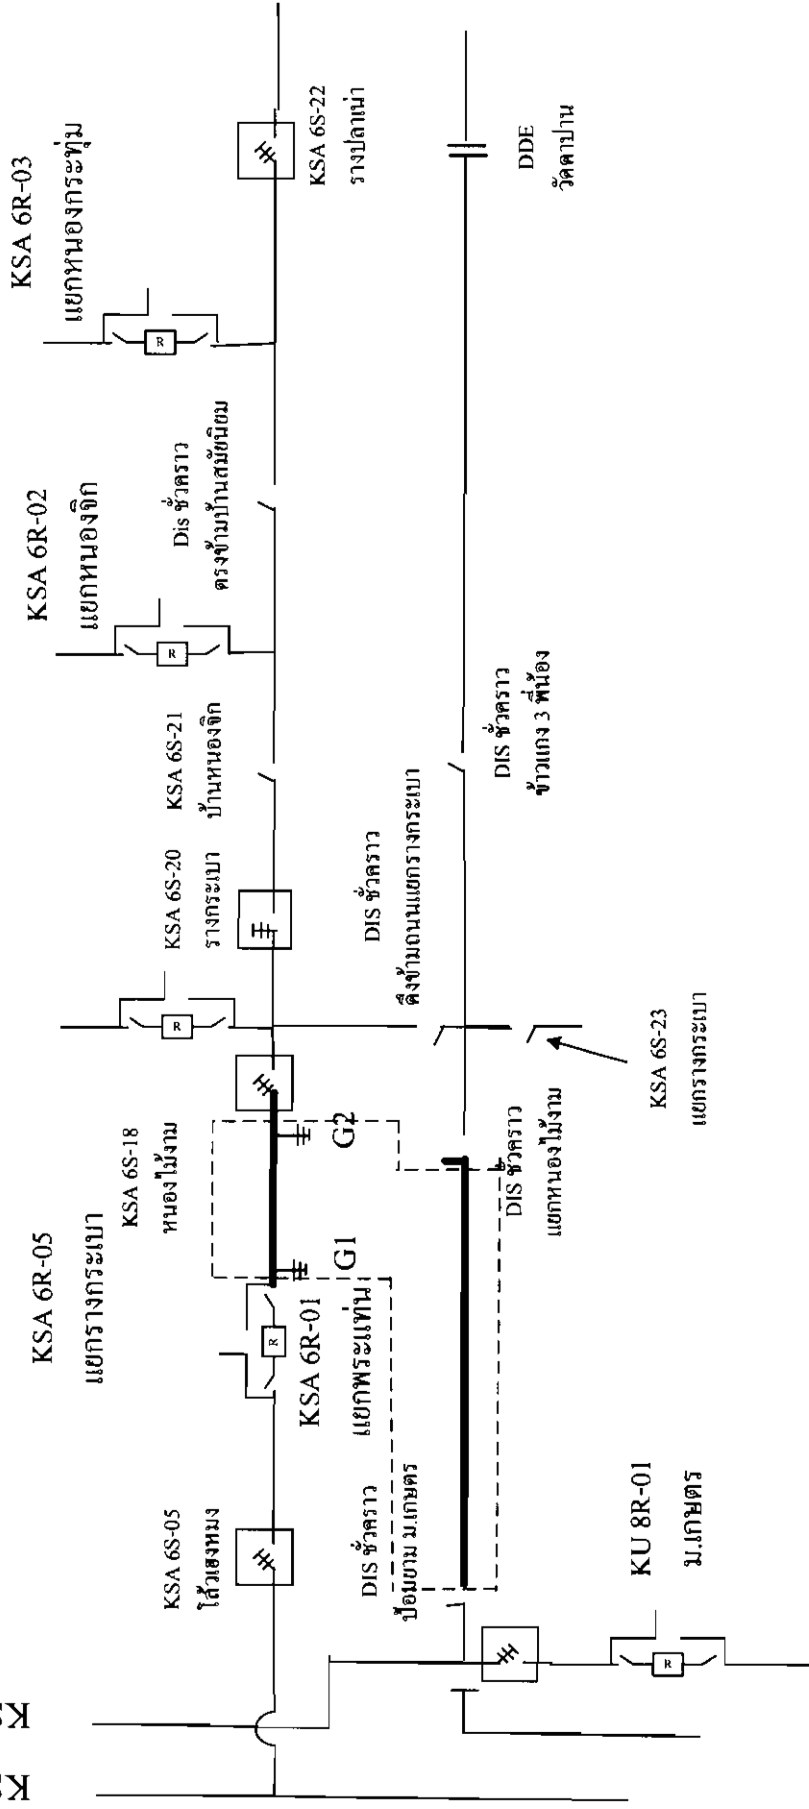 KSA 6R-03
แยกหนองกระทุ่ม
KSA 6S-22
รางปลาเน่า
DDE
วัดตาปาน
KSA 6R-02
แยกหนองจิก
Dis ชั่วคราว
ตรงข้ามบ้านสมัยนิยม
KSA 6S-21
บ้านหนองจิก
DIS ชั่วคราว
ข้าวแกง 3 พี่น้อง
KSA 6S-20
รางกระเบา
DIS ชั่วคราว
ดึงข้ามถนนแยกรางกระเบา
KSA 6R-05
แยกรางกระเบา
KSA 6S-18
หนองไม้งาม
G2
G1
DIS ชั่วคราว
แยกหนองไม้งาม
KSA 6S-23
แยกรางกระเบา
KSA 6R-01
แยกพระแท่น
KSA 6S-05
โล้วเฮงหมง
DIS ชั่วคราว
ป้อมยาม ม.เกษตร
KU 8R-01
ม.เกษตร
R
R
R
R
R
KS
KS